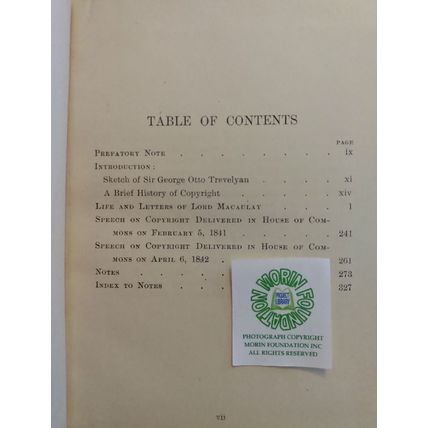 TABLE OF CONTENTS
PAGE
PREFATORY NOTE . . . . . . . ix
INTRODUCTION:
Sketch of Sir George Otto Trevelyan . . . . xi
A Brief History of Copyright . . . . . xiv
LIFE AND LETTERS OF LORD MACAULAY . . . . 1
SPEECH ON COPYRIGHT DELIVERED IN HOUSE OF COM-
MONS ON FEBRUARY 5, 1841 . . . . . 241
SPEECH ON COPYRIGHT DELIVERED IN HOUSE OF COM-
MONS ON APRIL 6, 1842 . . . . . 261
NOTES . . . . . . . . 273
INDEX TO NOTES . . . . . . . 327
MORIN FOUNDATION
PROJECT
LIBRARY
PHOTOGRAPH COPYRIGHT
MORIN FOUNDATION INC
ALL RIGHTS RESERVED
vii